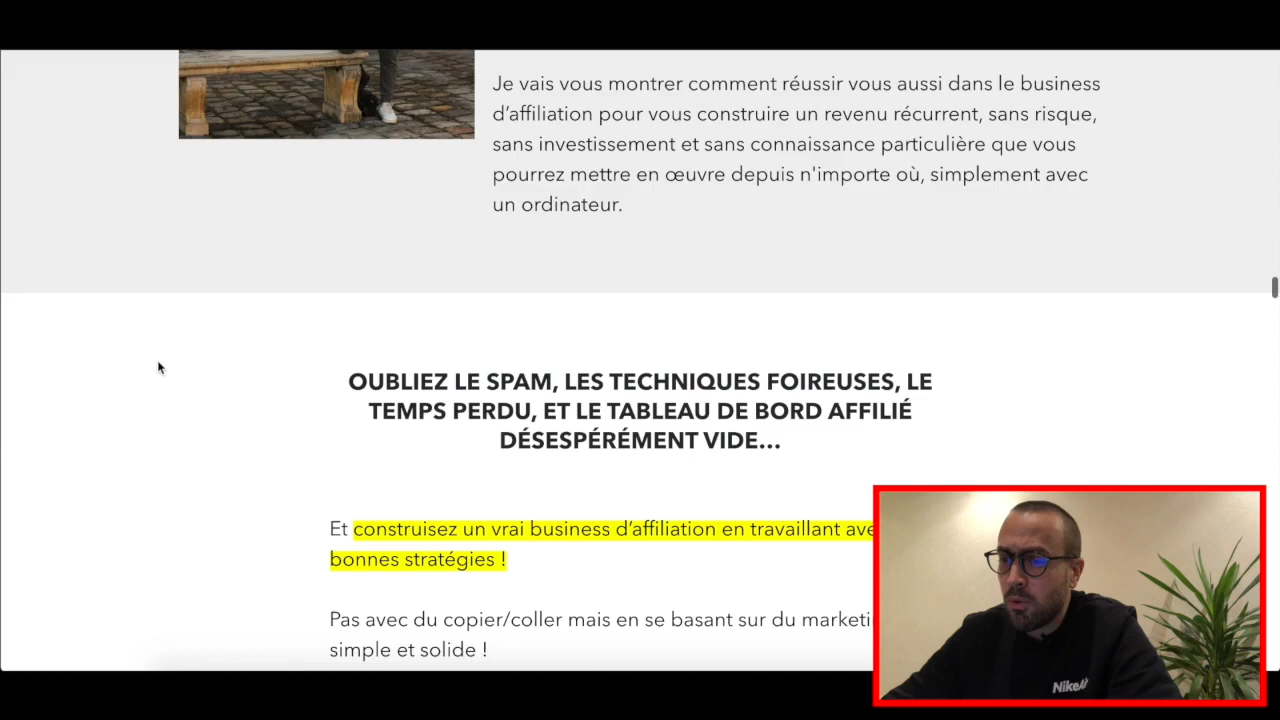 Je vais vous montrer comment réussir vous aussi dans le business
d’affiliation pour vous construire un revenu récurrent, sans risque,
sans investissement et sans connaissance particulière que vous
pourrez mettre en œuvre depuis n'importe où, simplement avec
un ordinateur.
OUBLIEZ LE SPAM, LES TECHNIQUES FOIREUSES, LE
TEMPS PERDU, ET LE TABLEAU DE BORD AFFILIÉ
DÉSESPÉRÉMENT VIDE…
Et construisez un vrai business d’affiliation en travaillant
bonnes stratégies !
Pas avec du copier/coller mais en se basant sur du
simple et solide !
Nike